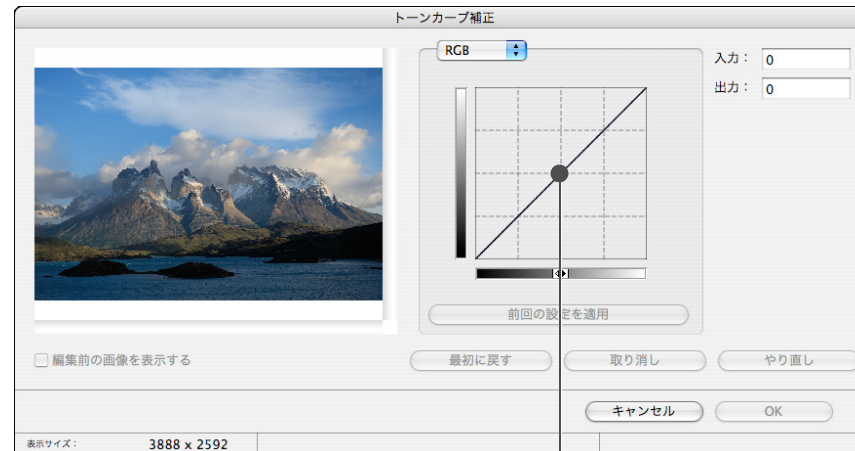 トーンカーブ補正
RGB
入力： 0
出力： 0
前回の設定を適用
編集前の画像を表示する
最初に戻す
取り消し
やり直し
キャンセル
OK
表示サイズ： 3888 x 2592